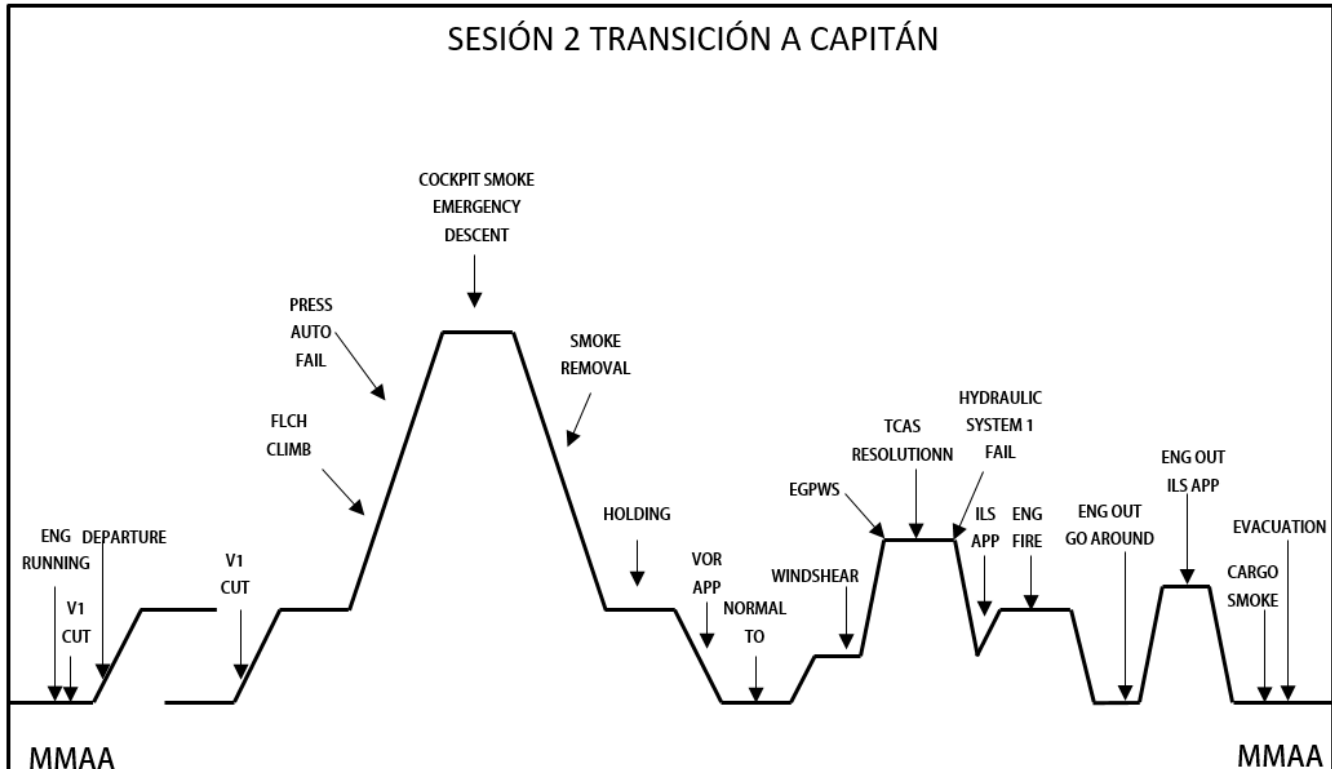 SESIÓN 2 TRANSICIÓN A CAPITÁN
ENG
RUNNING
V1
CUT
DEPARTURE
V1
CUT
FLCH
CLIMB
PRESS
AUTO
FAIL
COCKPIT SMOKE
EMERGENCY
DESCENT
SMOKE
REMOVAL
HOLDING
VOR
APP
NORMAL
TO
WINDSHEAR
EGPWS
TCAS
RESOLUTIONN
HYDRAULIC
SYSTEM 1
FAIL
ILS
APP
ENG
FIRE
ENG OUT
GO AROUND
ENG OUT
ILS APP
CARGO
SMOKE
EVACUATION
MMAA
MMAA